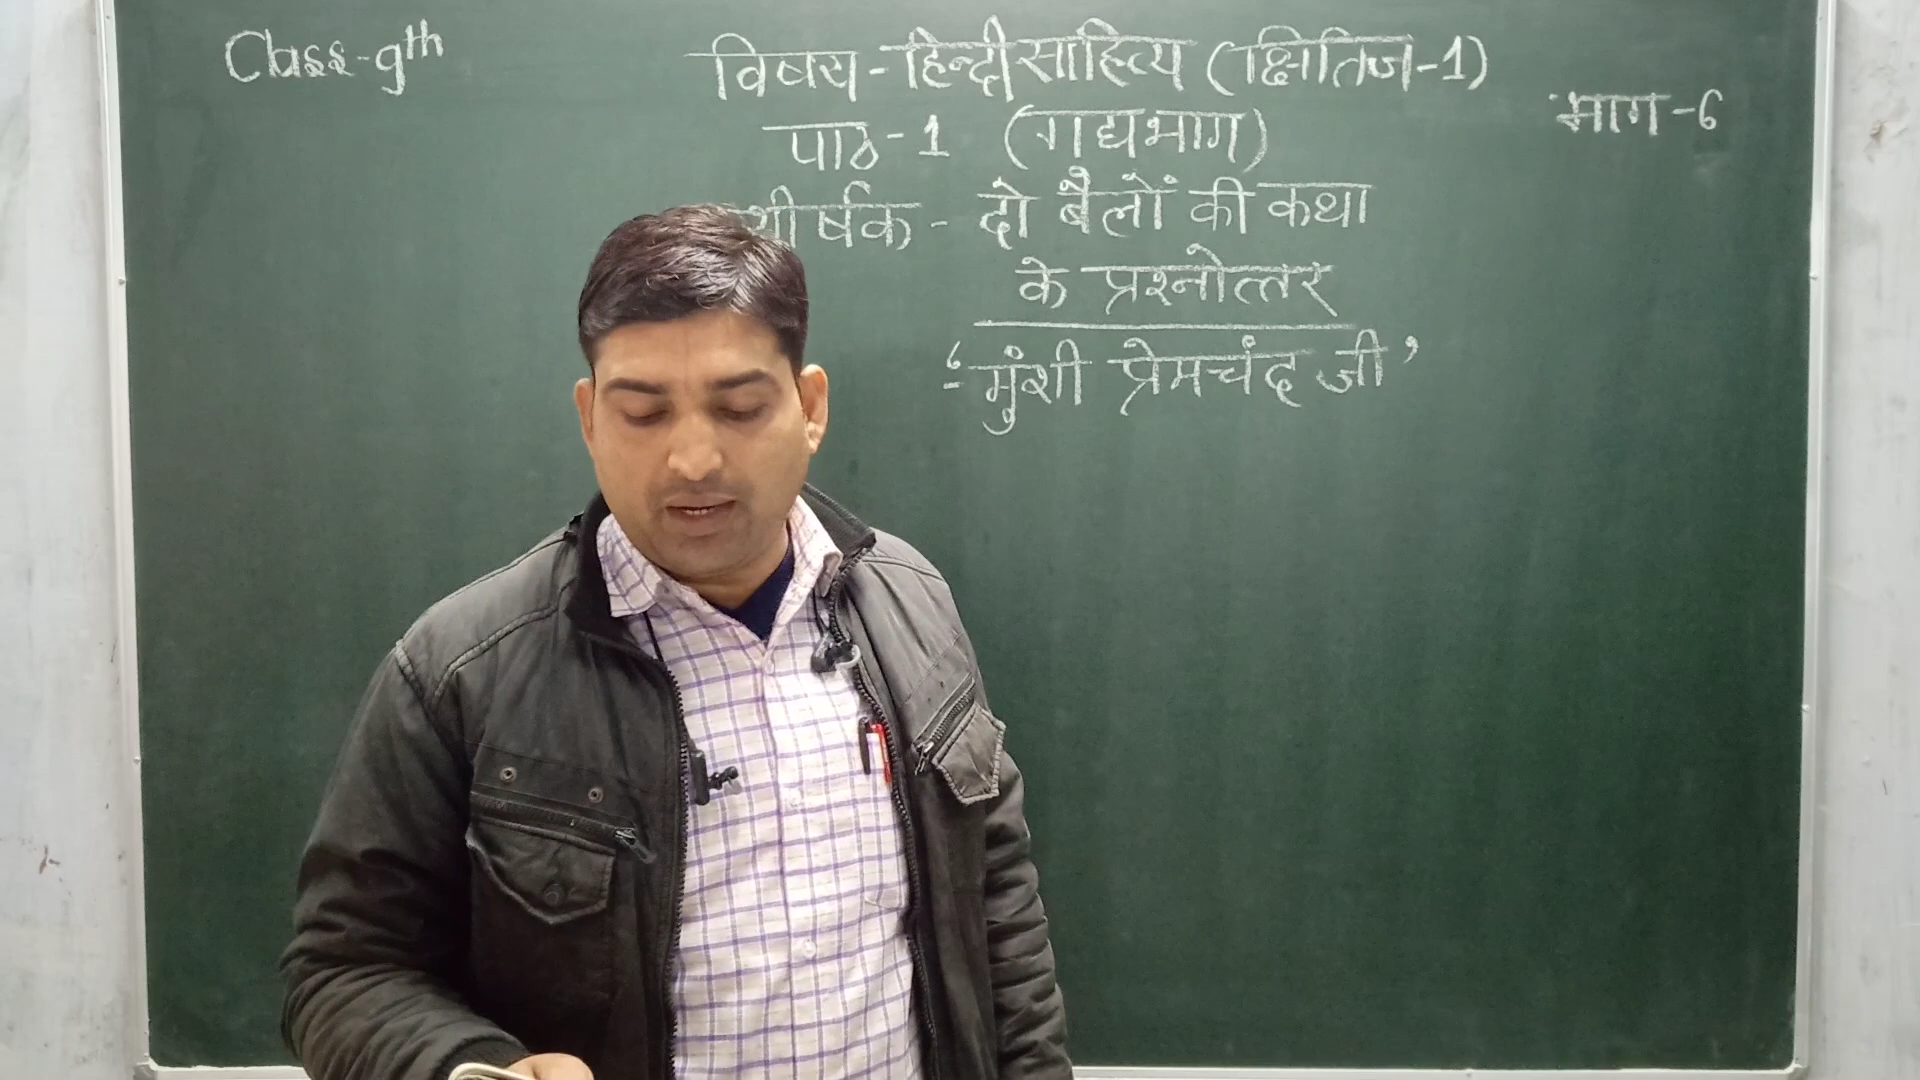 Class-9th
विषय-हिन्दी साहित्य (क्षितिज-1)
भाग-6
पाठ-1 (गद्यभाग)
शीर्षक - दो बैलों की कथा
के प्रश्नोत्तर
‘मुंशी प्रेमचंद जी’